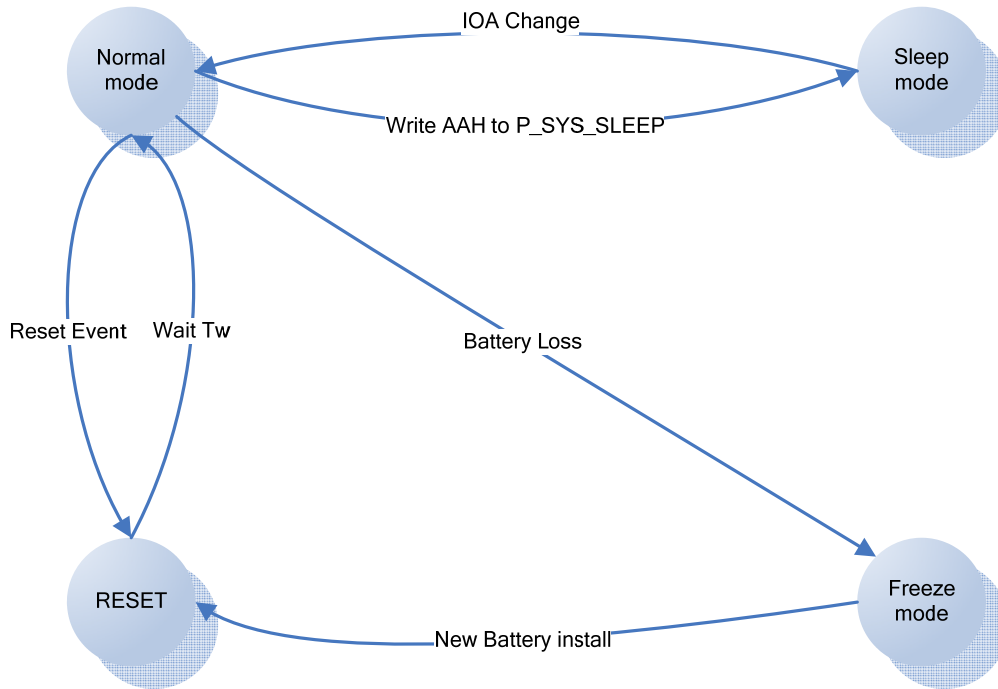 IOA Change
Normal
mode
Sleep
mode
Write AAH to P_SYS_SLEEP
Reset Event
Wait Tw
Battery Loss
RESET
Freeze
mode
New Battery install